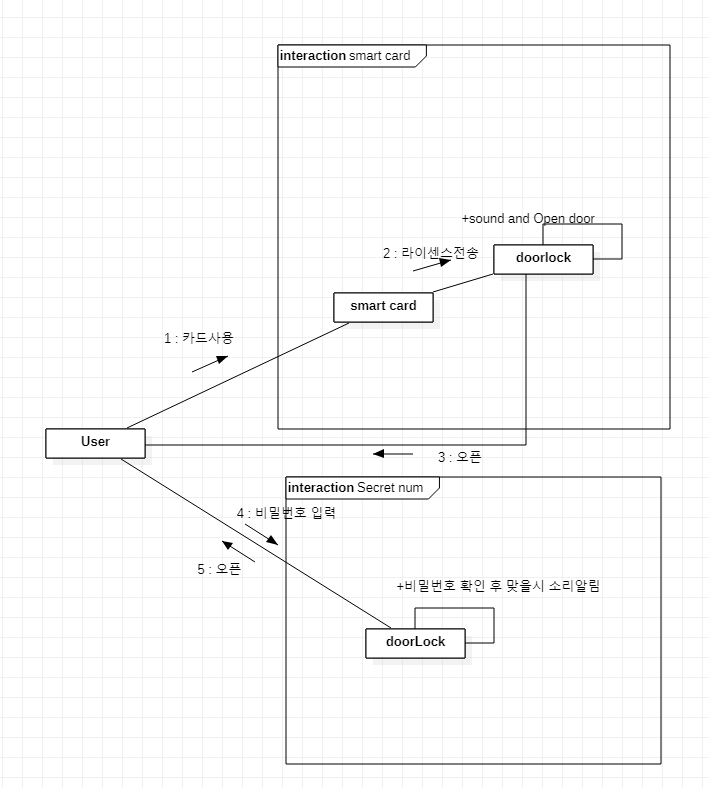 interaction smart card
+sound and Open door
2 : 라이센스전송
doorlock
smart card
1 : 카드사용
User
3 : 오픈
interaction Secret num
4 : 비밀번호 입력
5 : 오픈
+비밀번호 확인 후 맞을시 소리알림
doorLock